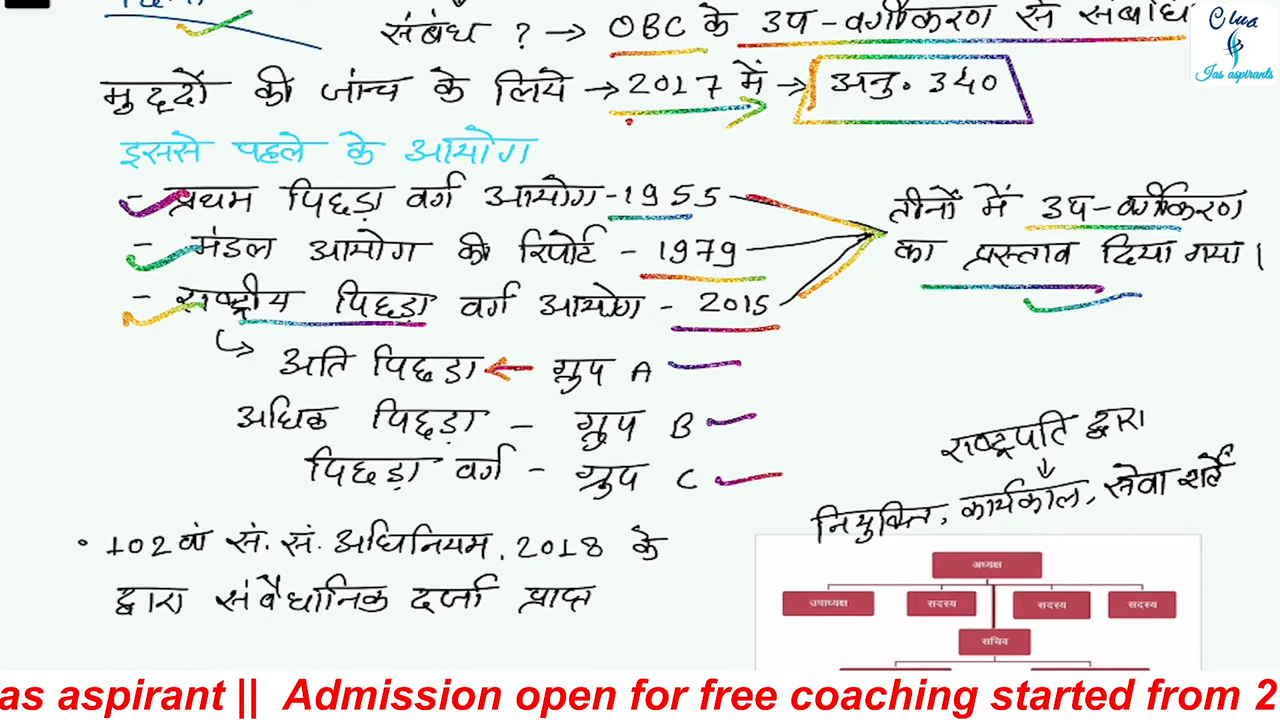 संबंध ? → OBC के उप-वर्गीकरण से संबंधि
मुद्दों की जांच के लिये → 2017 में → अनु. 340
इससे पहले के आयोग
- प्रथम पिछड़ा वर्ग आयोग - 1955
- मंडल आयोग की रिपोर्ट - 1979
- राष्ट्रीय पिछड़ा वर्ग आयोग - 2015
तीनों में उप-वर्गीकरण
का प्रस्ताव दिया गया।
अति पिछड़ा ← ग्रुप A
अधिक पिछड़ा - ग्रुप B
पिछड़ा वर्ग - ग्रुप C
• 102वां सं. सं. अधिनियम, 2018 के
द्वारा संवैधानिक दर्जा प्राप्त
राष्ट्रपति द्वारा
नियुक्ति, कार्यकाल, सेवा शर्तें
अध्यक्ष
उपाध्यक्ष सदस्य सदस्य सदस्य
सचिव
as aspirant || Admission open for free coaching started from 2
Ias aspirants